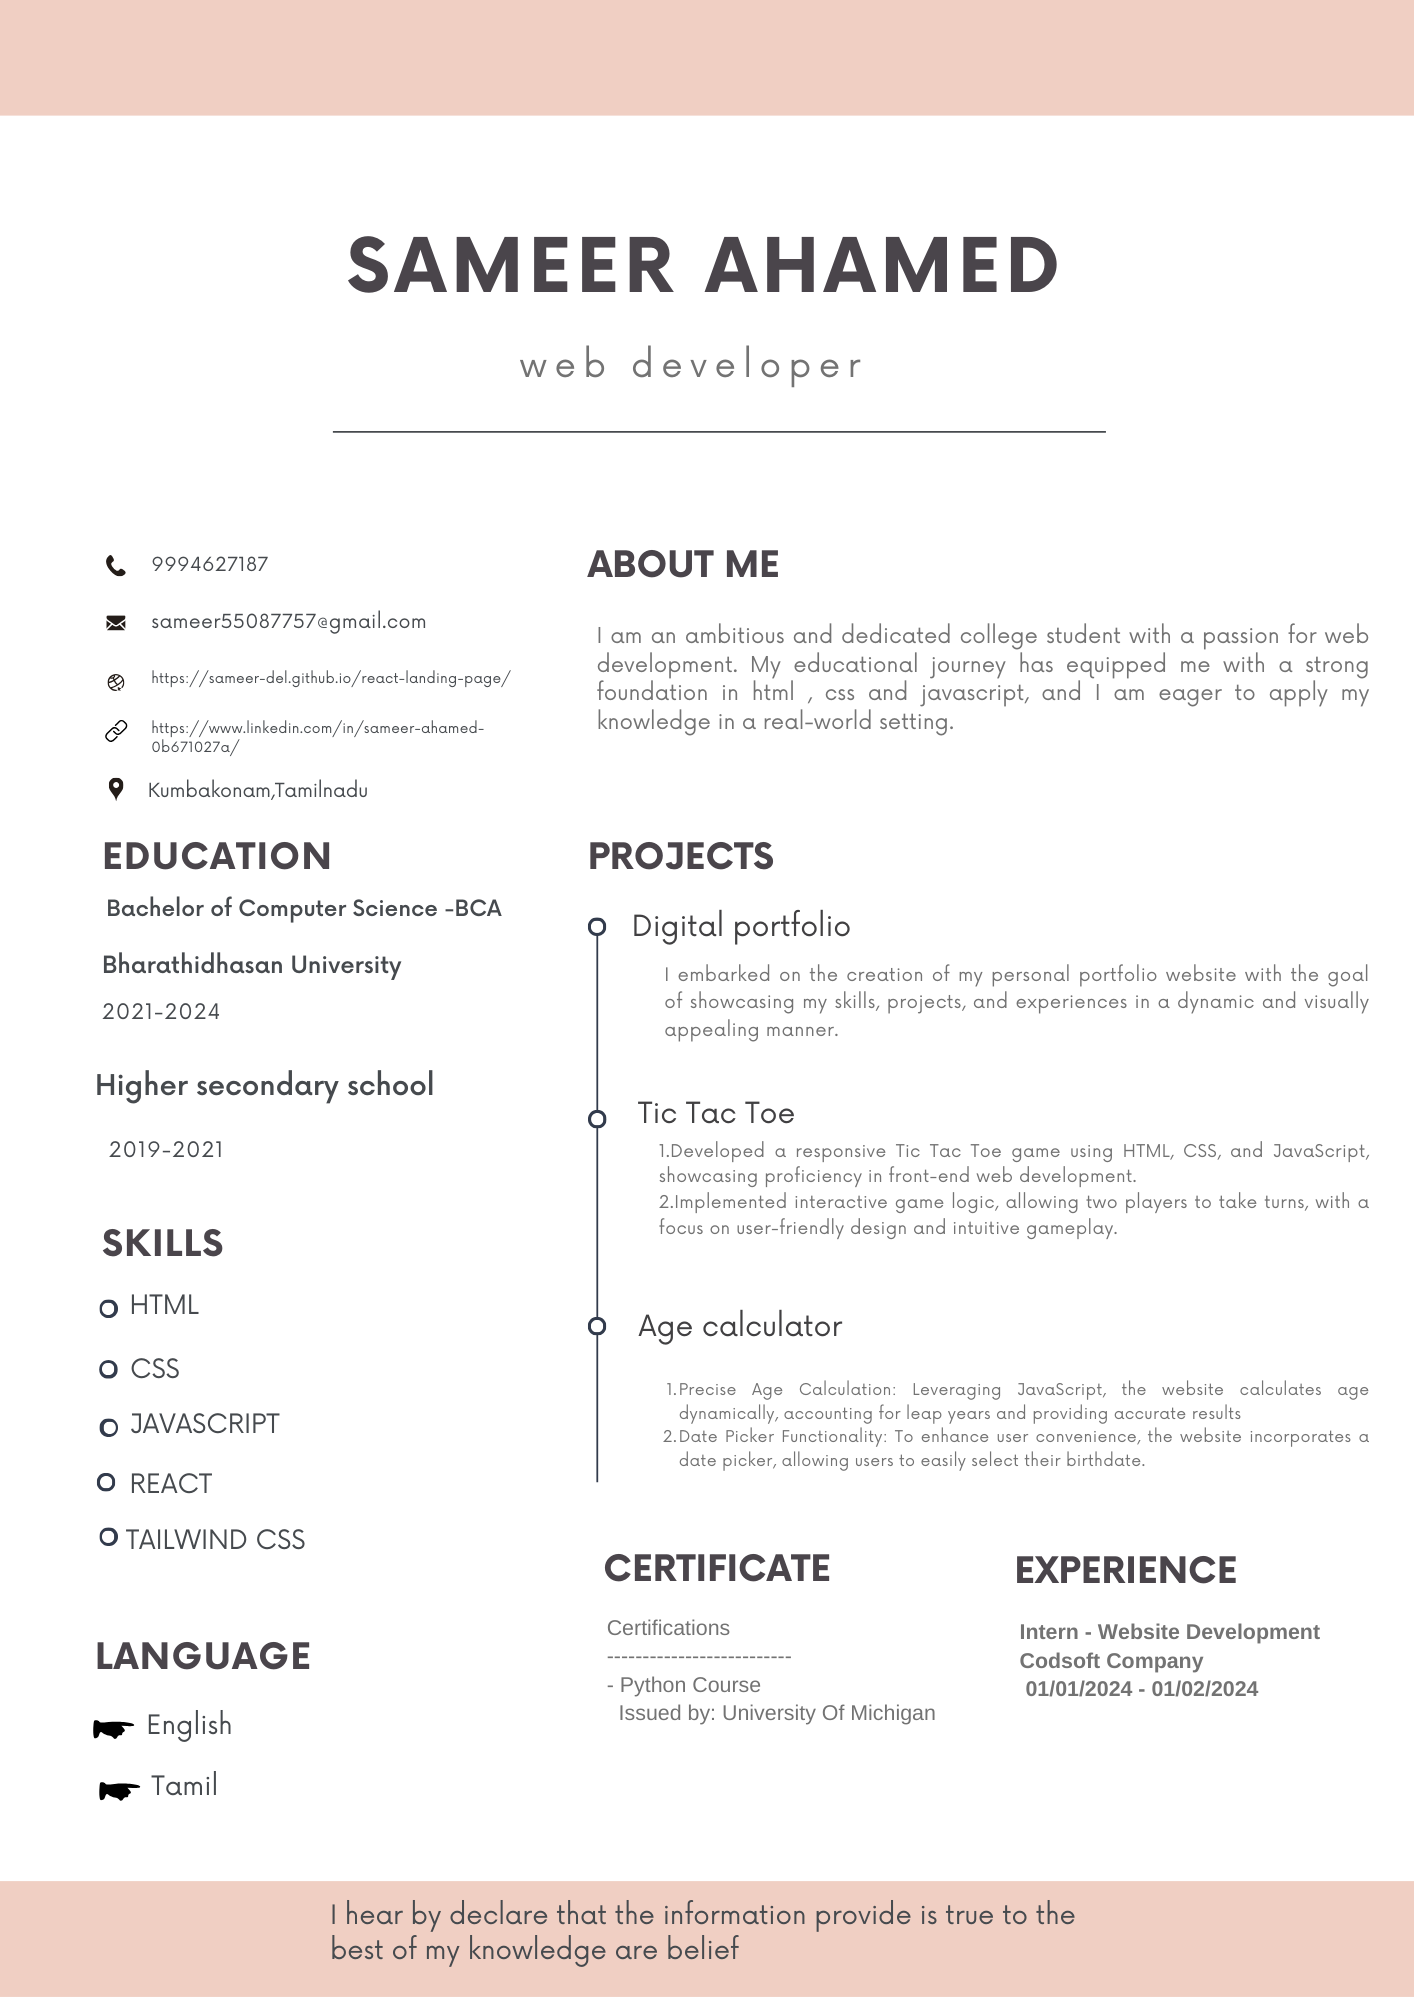 SAMEER AHAMED
web developer
9994627187
sameer55087757@gmail.com
https://sameer-del.github.io/react-landing-page/
https://www.linkedin.com/in/sameer-ahamed-
0b671027a/
Kumbakonam,Tamilnadu
ABOUT ME
I am an ambitious and dedicated college student with a passion for web
development. My educational journey has equipped me with a strong
foundation in html , css and javascript, and I am eager to apply my
knowledge in a real-world setting.
EDUCATION
Bachelor of Computer Science -BCA
Bharathidhasan University
2021-2024
Higher secondary school
2019-2021
SKILLS
HTML
CSS
JAVASCRIPT
REACT
TAILWIND CSS
LANGUAGE
English
Tamil
PROJECTS
Digital portfolio
I embarked on the creation of my personal portfolio website with the goal
of showcasing my skills, projects, and experiences in a dynamic and visually
appealing manner.
Tic Tac Toe
1.Developed a responsive Tic Tac Toe game using HTML, CSS, and JavaScript,
showcasing proficiency in front-end web development.
2.Implemented interactive game logic, allowing two players to take turns, with a
focus on user-friendly design and intuitive gameplay.
Age calculator
1.Precise Age Calculation: Leveraging JavaScript, the website calculates age
dynamically, accounting for leap years and providing accurate results
2.Date Picker Functionality: To enhance user convenience, the website incorporates a
date picker, allowing users to easily select their birthdate.
CERTIFICATE
Certifications
--------------------------
- Python Course
Issued by: University Of Michigan
EXPERIENCE
Intern - Website Development
Codsoft Company
01/01/2024 - 01/02/2024
I hear by declare that the information provide is true to the
best of my knowledge are belief